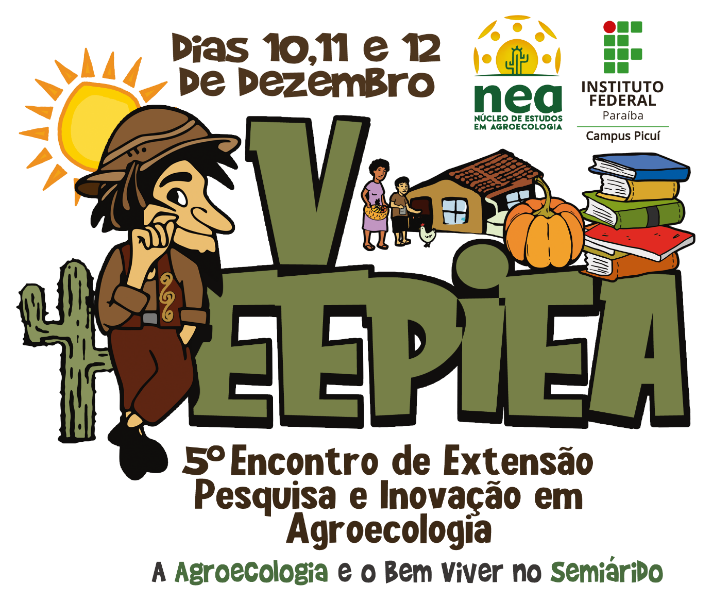 Dias 10,11 e 12
De Dezembro
nea
NÚCLEO DE ESTUDOS
EM AGROECOLOGIA
INSTITUTO
FEDERAL
Paraíba
Campus Picuí
V
EEPIEA
5º Encontro de Extensão
Pesquisa e Inovação em
Agroecologia
A Agroecologia e o Bem Viver no Semiárido